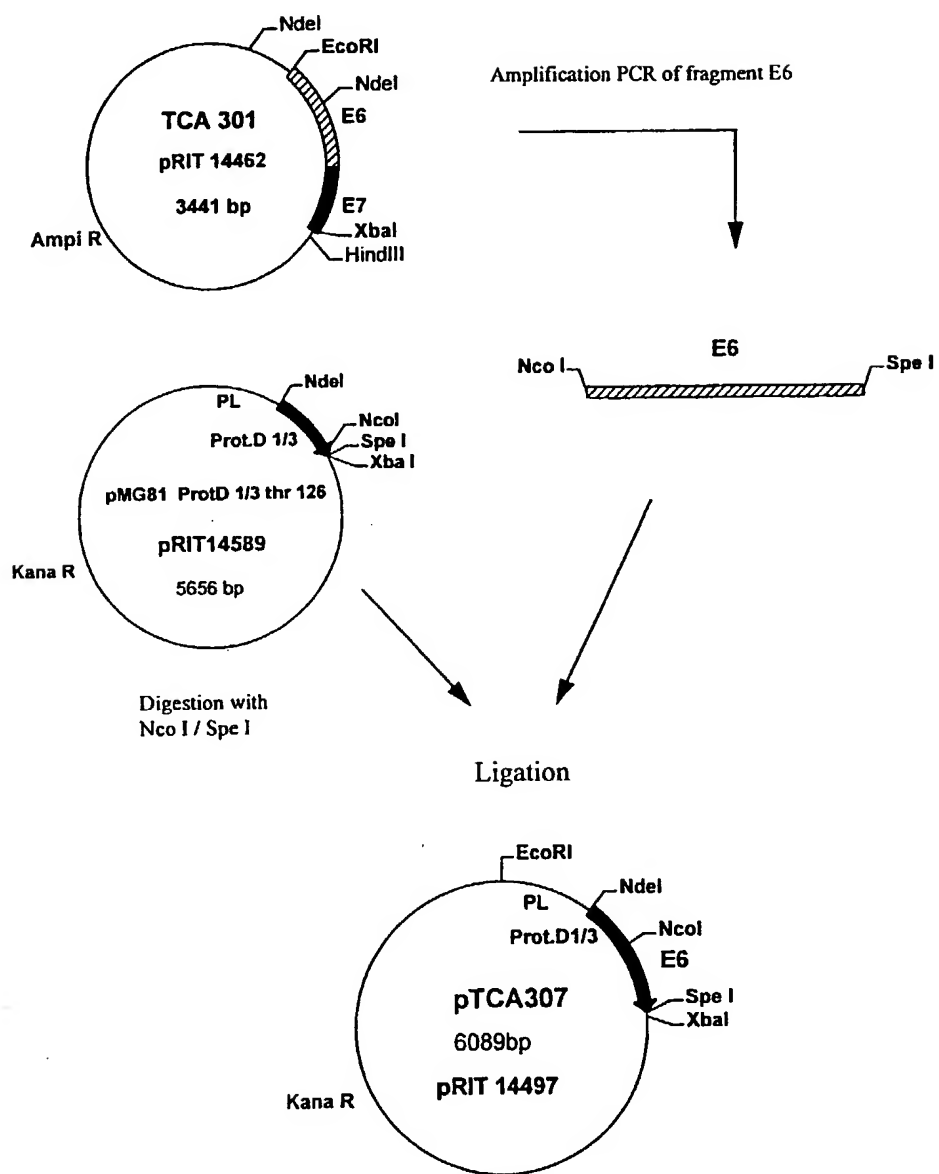 NdeI
EcoRI
NdeI
E6
TCA 301
pRIT 14462
3441 bp
E7
XbaI
HindIII
Ampi R
Amplification PCR of fragment E6
E6
Nco I
Spe I
NdeI
PL
NcoI
Prot.D 1/3
Spe I
Xba I
pMG81 ProtD 1/3 thr 126
pRIT14589
Kana R
5656 bp
Digestion with
Nco I / Spe I
Ligation
EcoRI
NdeI
PL
Prot.D1/3
NcoI
E6
pTCA307
Spe I
XbaI
6089bp
pRIT 14497
Kana R